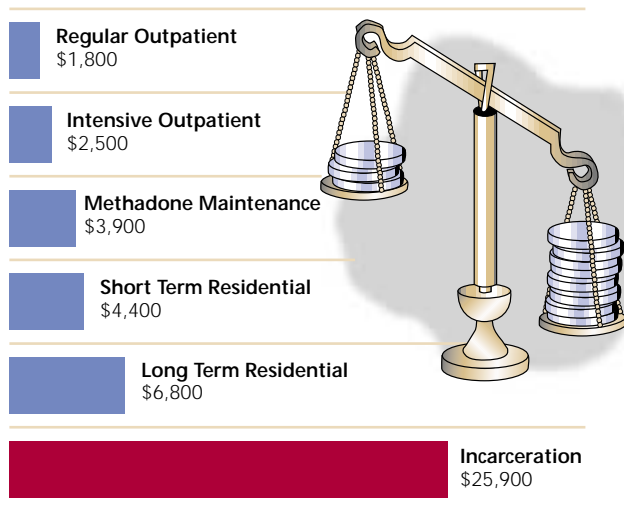 Regular Outpatient
$1,800
Intensive Outpatient
$2,500
Methadone Maintenance
$3,900
Short Term Residential
$4,400
Long Term Residential
$6,800
Incarceration
$25,900